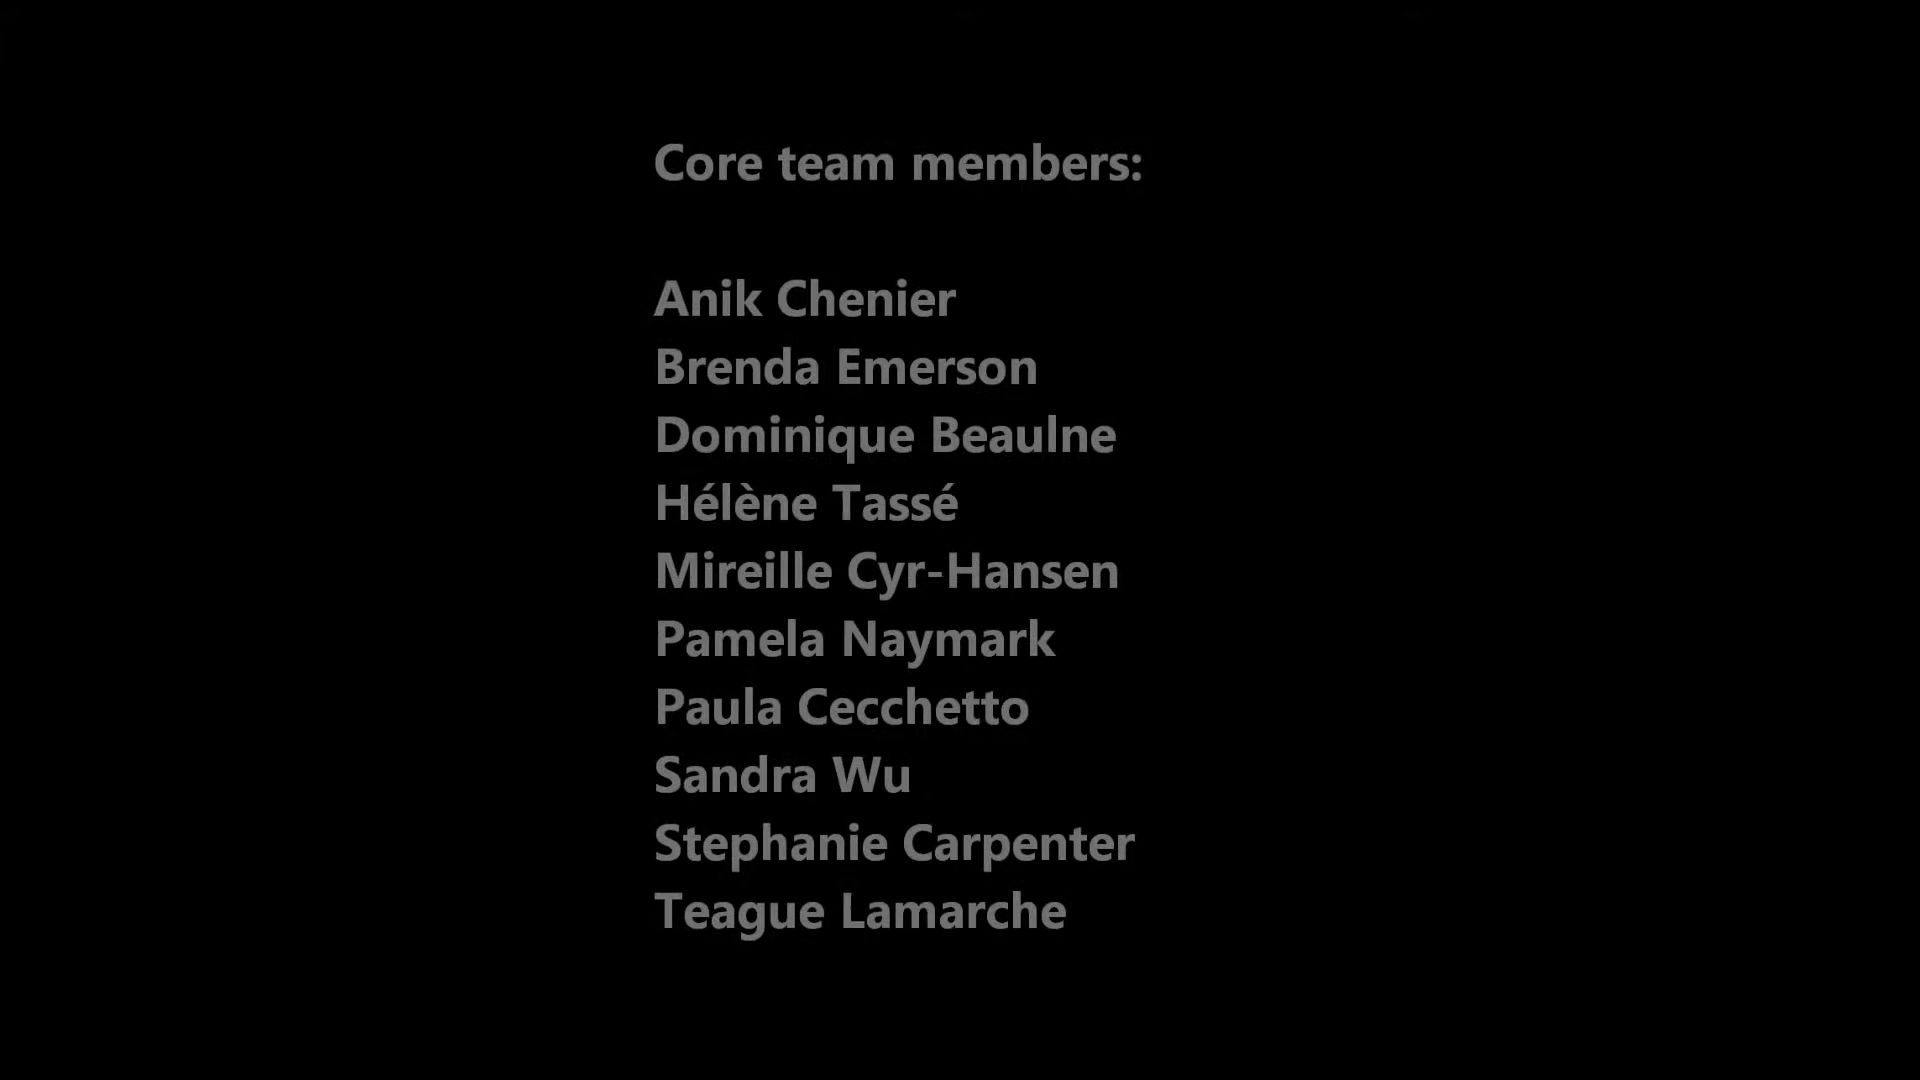 Core team members:
Anik Chenier
Brenda Emerson
Dominique Beaulne
Hélène Tassé
Mireille Cyr-Hansen
Pamela Naymark
Paula Cecchetto
Sandra Wu
Stephanie Carpenter
Teague Lamarche